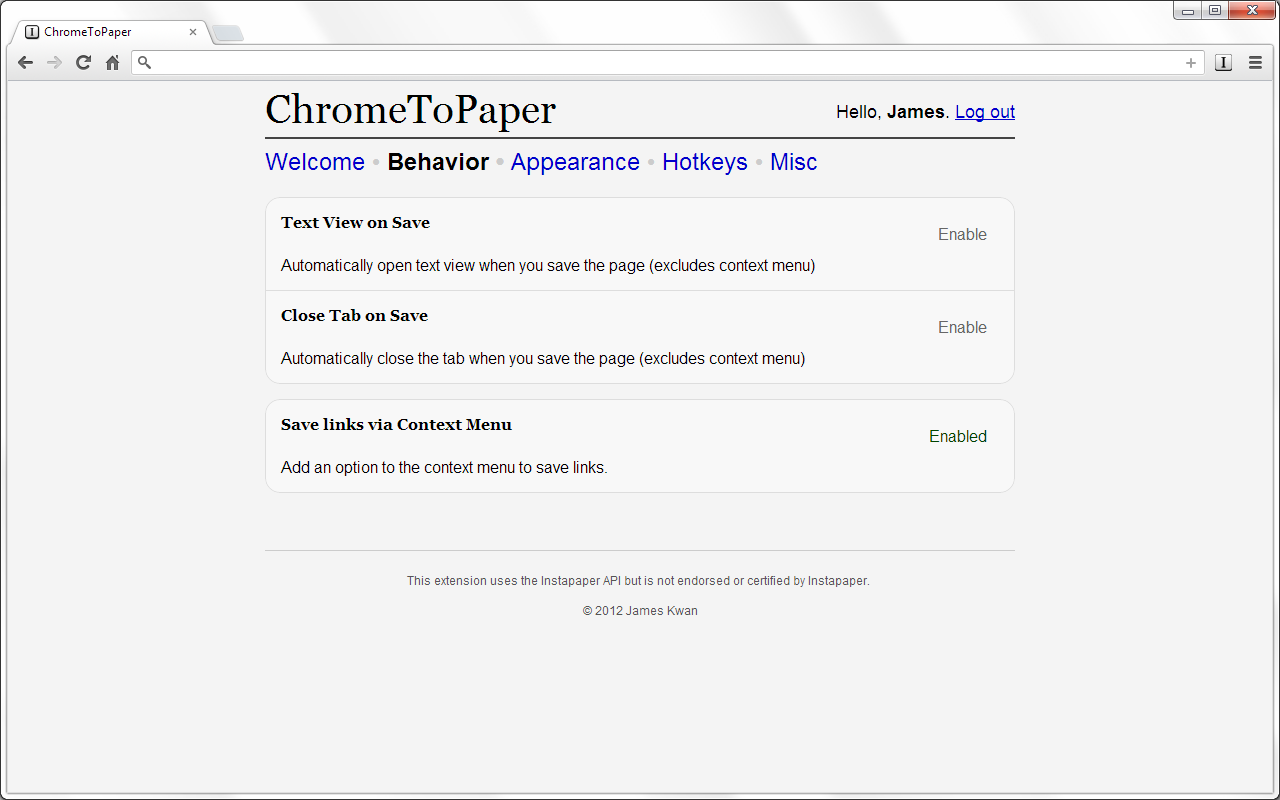 ChromeToPaper
ChromeToPaper
Hello, James. Log out
Welcome • Behavior • Appearance • Hotkeys • Misc
Text View on Save
Enable
Automatically open text view when you save the page (excludes context menu)
Close Tab on Save
Enable
Automatically close the tab when you save the page (excludes context menu)
Save links via Context Menu
Enabled
Add an option to the context menu to save links.
This extension uses the Instapaper API but is not endorsed or certified by Instapaper.
© 2012 James Kwan